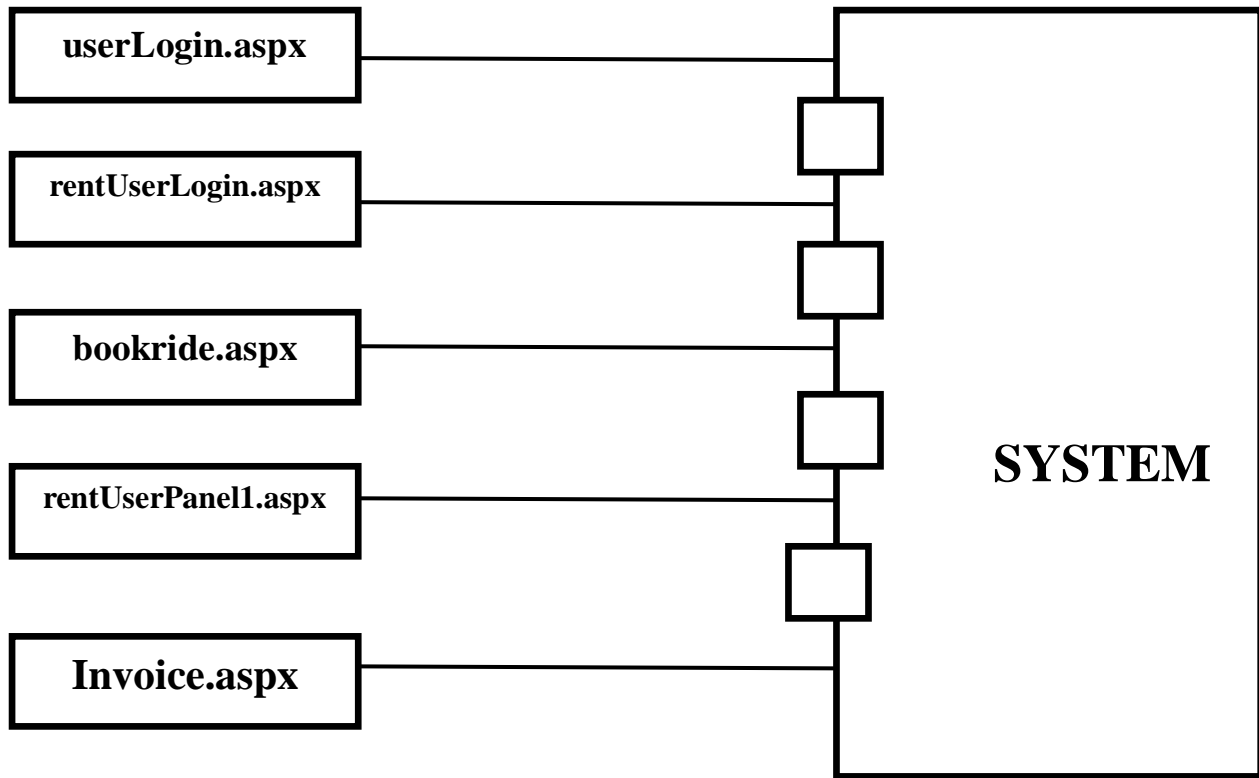 userLogin.aspx
rentUserLogin.aspx
bookride.aspx
rentUserPanel1.aspx
Invoice.aspx
SYSTEM